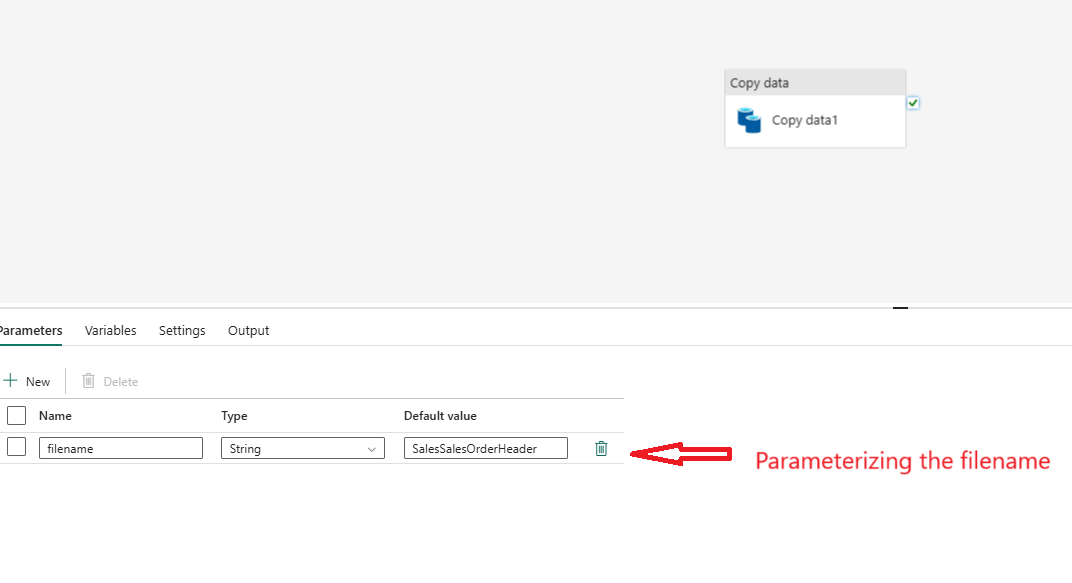 Copy data
Copy data1
Parameters Variables Settings Output
New Delete
Name Type Default value
filename String SalesSalesOrderHeader
Parameterizing the filename